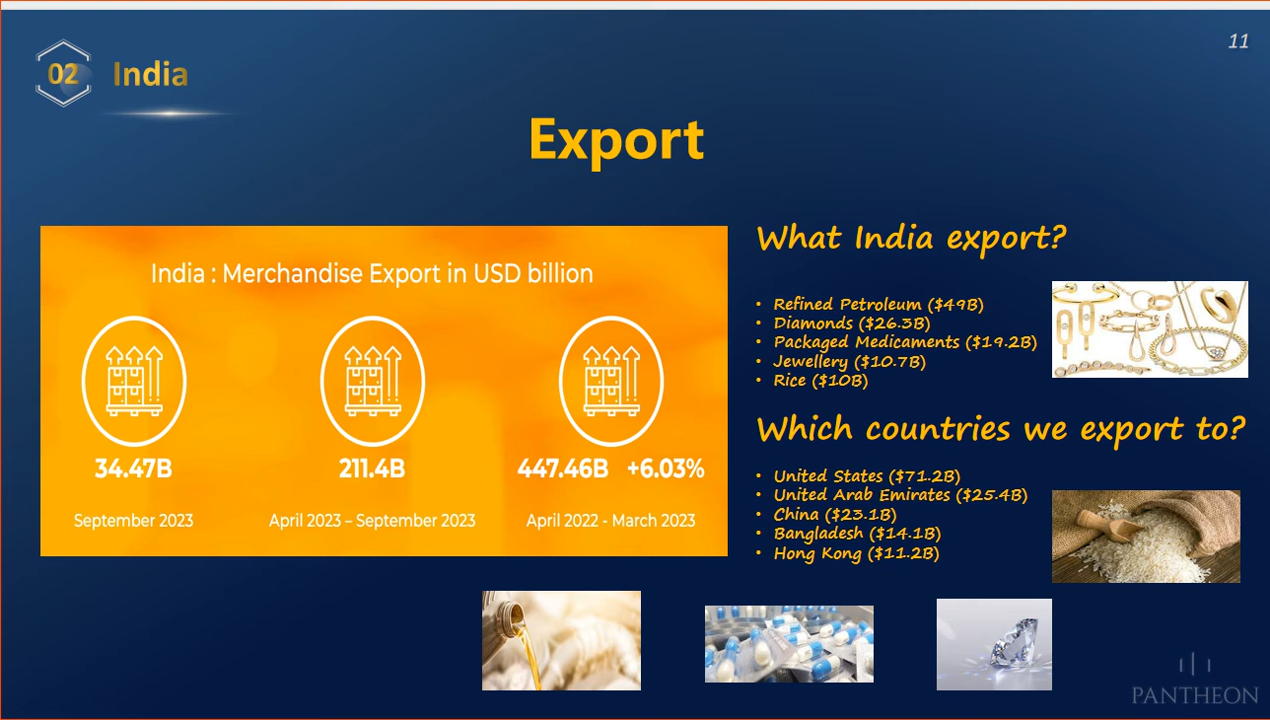 11
02 India
Export
India : Merchandise Export in USD billion
34.47B
211.4B
447.46B +6.03%
September 2023
April 2023 – September 2023
April 2022 - March 2023
What India export?
• Refined Petroleum ($49B)
• Diamonds ($26.3B)
• Packaged Medicaments ($19.2B)
• Jewellery ($10.7B)
• Rice ($10B)
Which countries we export to?
• United States ($71.2B)
• United Arab Emirates ($25.4B)
• China ($23.1B)
• Bangladesh ($14.1B)
• Hong Kong ($11.2B)
PANTHEON